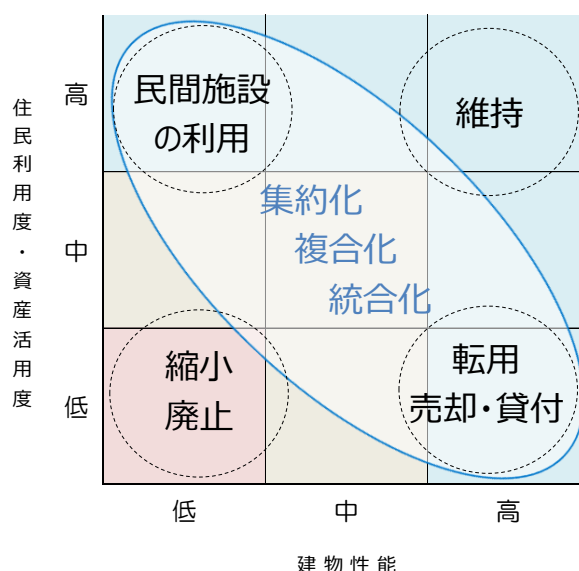 住民利用度・資産活用度
高
中
低
民間施設
の利用
維持
集約化
複合化
統合化
縮小
廃止
転用
売却・貸付
低
中
高
建物性能